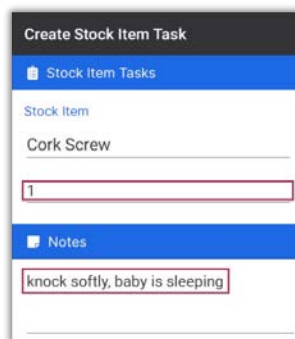 Create Stock Item Task
Stock Item Tasks
Stock Item
Cork Screw
1
Notes
knock softly, baby is sleeping